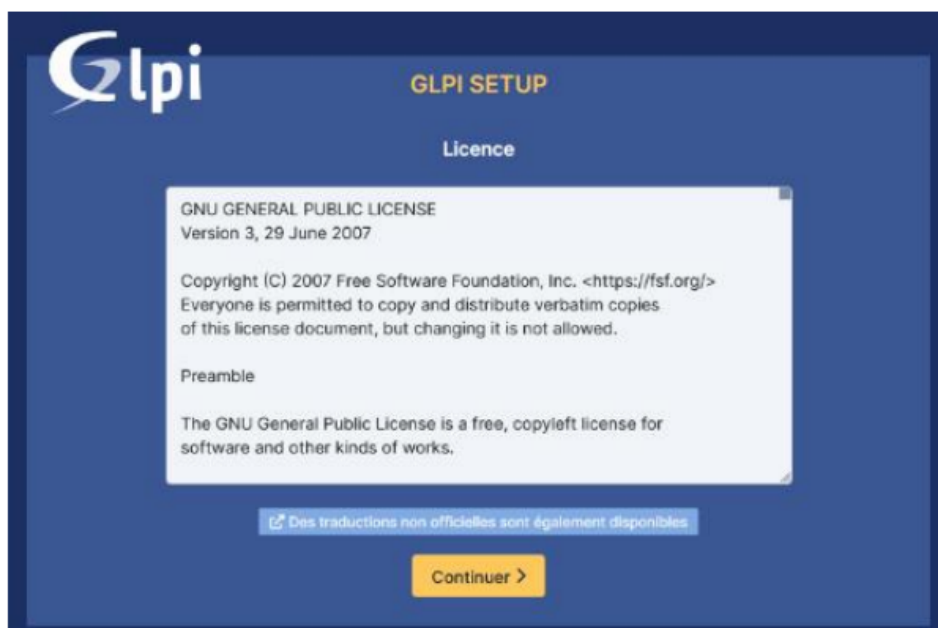 Glpi
GLPI SETUP
Licence
GNU GENERAL PUBLIC LICENSE
Version 3, 29 June 2007
Copyright (C) 2007 Free Software Foundation, Inc. <https://fsf.org/>
Everyone is permitted to copy and distribute verbatim copies
of this license document, but changing it is not allowed.
Preamble
The GNU General Public License is a free, copyleft license for
software and other kinds of works.
Des traductions non officielles sont également disponibles
Continuer >